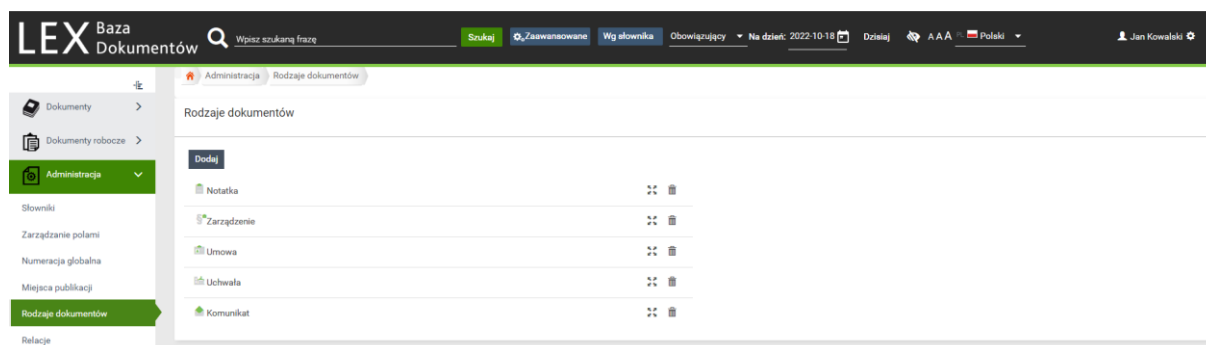 LEX Baza Dokumentów
Wpisz szukaną frazę Szukaj Zaawansowane Wg słownika Obowiązujący Na dzień: 2022-10-18 Dzisiaj A A A PL Polski Jan Kowalski
Administracja Rodzaje dokumentów
Dokumenty
Dokumenty robocze
Administracja
Słowniki
Zarządzanie polami
Numeracja globalna
Miejsca publikacji
Rodzaje dokumentów
Relacje
Rodzaje dokumentów
Dodaj
Notatka
Zarządzenie
Umowa
Uchwała
Komunikat